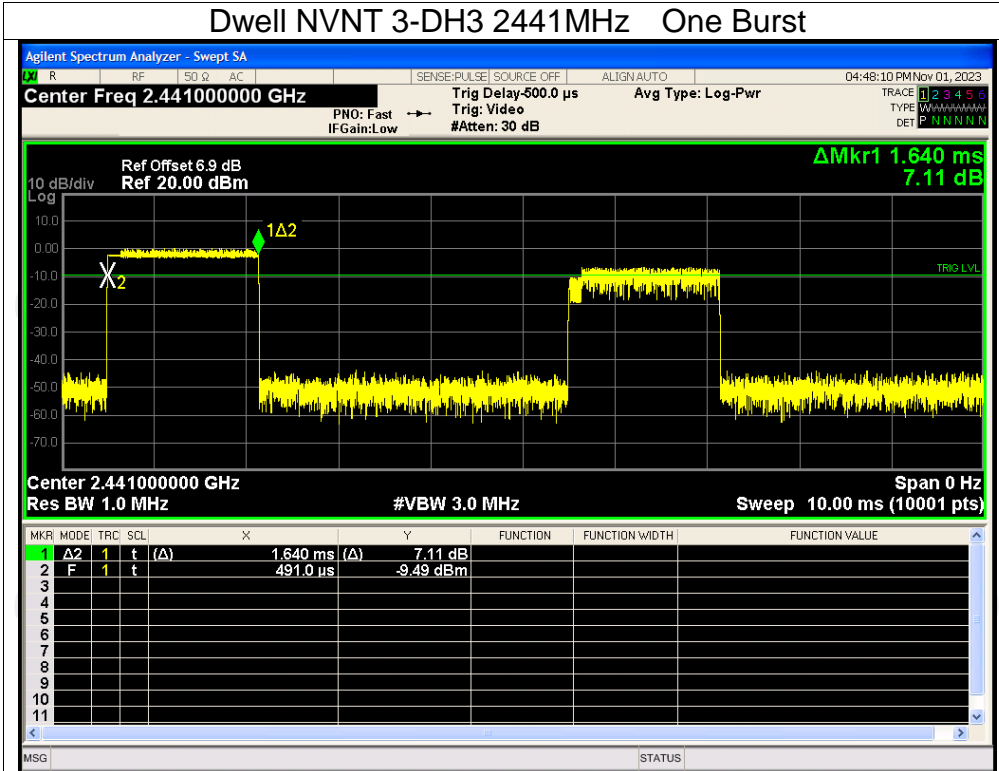 Dwell NVNT 3-DH3 2441MHz One Burst
Agilent Spectrum Analyzer - Swept SA
LXI R RF 50 Ω AC SENSE:PULSE SOURCE OFF ALIGN AUTO 04:48:10 PM Nov 01, 2023
Center Freq 2.441000000 GHz
PNO: Fast
IFGain:Low
Trig Delay-500.0 µs
Trig: Video
#Atten: 30 dB
Avg Type: Log-Pwr
TRACE 1 2 3 4 5 6
TYPE WWWWWW
DET P N N N N N
ΔMkr1 1.640 ms
7.11 dB
Ref Offset 6.9 dB
10 dB/div Ref 20.00 dBm
Log
10.0
0.00
-10.0
-20.0
-30.0
-40.0
-50.0
-60.0
-70.0
1Δ2
2
TRIG LVL
Center 2.441000000 GHz Span 0 Hz
Res BW 1.0 MHz #VBW 3.0 MHz Sweep 10.00 ms (10001 pts)
MKR MODE TRC SCL X Y FUNCTION FUNCTION WIDTH FUNCTION VALUE
1 Δ2 1 t (Δ) 1.640 ms (Δ) 7.11 dB
2 F 1 t 491.0 µs -9.49 dBm
3
4
5
6
7
8
9
10
11
MSG STATUS